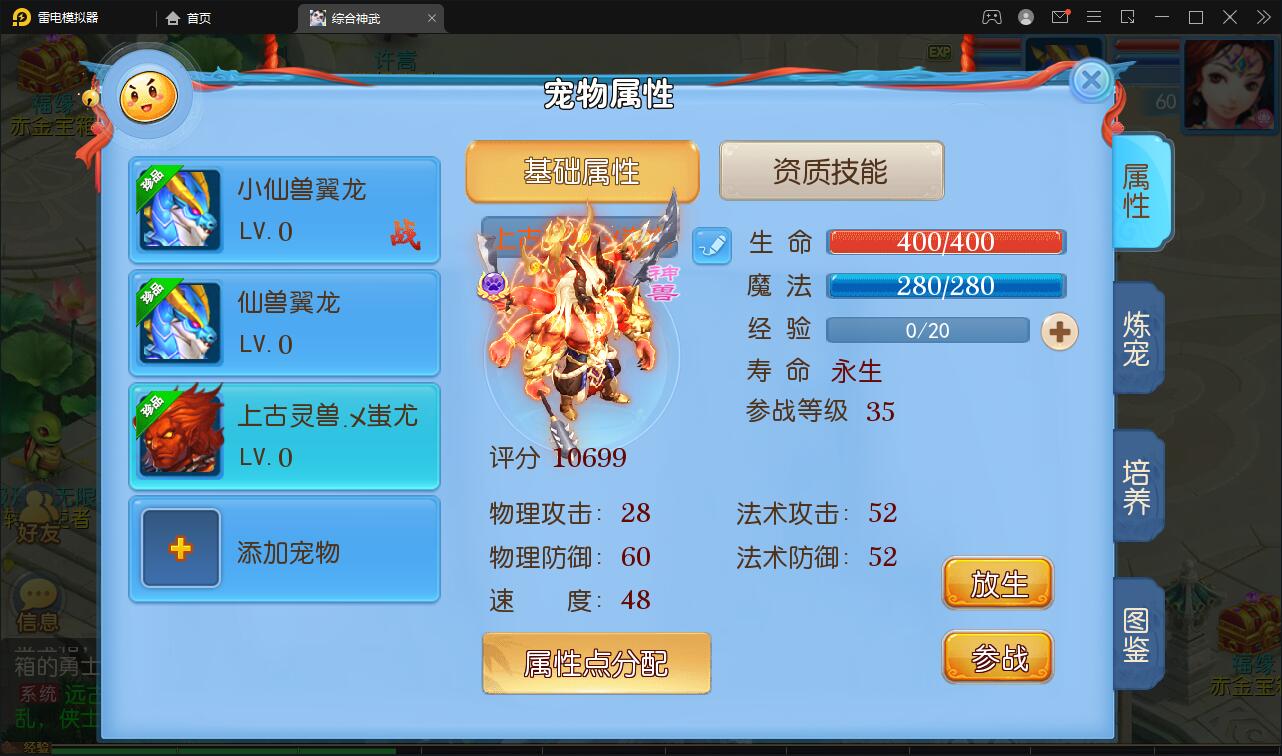 雷电模拟器
首页
综合神武
许嵩
EXP
60
福缘
赤金宝箱
宠物属性
珍品
小仙兽翼龙
LV. 0
战
珍品
仙兽翼龙
LV. 0
珍品
上古灵兽.乄蚩尤
LV. 0
添加宠物
基础属性
资质技能
上古
神兽
生命
400/400
魔法
280/280
经验
0/20
寿命 永生
参战等级 35
评分 10699
物理攻击: 28
法术攻击: 52
物理防御: 60
法术防御: 52
速度: 48
属性点分配
放生
参战
属性
炼宠
培养
图鉴
无限
使者
好友
信息
箱的勇士
系统 远古
乱，侠士
经验
福缘
赤金宝